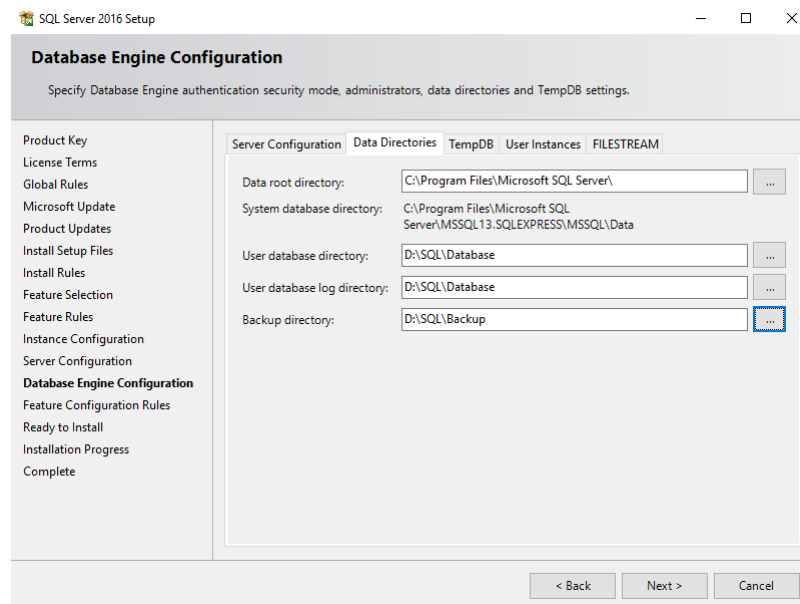 SQL Server 2016 Setup
Database Engine Configuration
Specify Database Engine authentication security mode, administrators, data directories and TempDB settings.
Product Key
License Terms
Global Rules
Microsoft Update
Product Updates
Install Setup Files
Install Rules
Feature Selection
Feature Rules
Instance Configuration
Server Configuration
Database Engine Configuration
Feature Configuration Rules
Ready to Install
Installation Progress
Complete
Server Configuration Data Directories TempDB User Instances FILESTREAM
Data root directory: C:\Program Files\Microsoft SQL Server\ ...
System database directory: C:\Program Files\Microsoft SQL
Server\MSSQL13.SQLEXPRESS\MSSQL\Data
User database directory: D:\SQL\Database ...
User database log directory: D:\SQL\Database ...
Backup directory: D:\SQL\Backup ...
< Back Next > Cancel